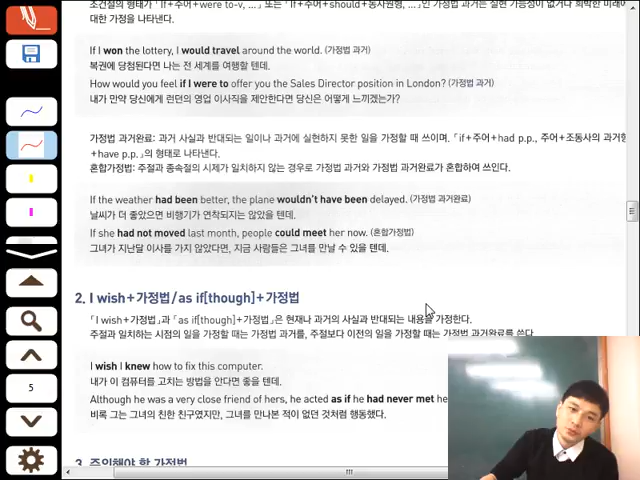 조건절의 형태가 「If+주어+were to-v, ...」 또는 「If+주어+should+동사원형, ...」인 가정법 과거는 실현 가능성이 없거나 희박한 미래에
대한 가정을 나타낸다.
If I won the lottery, I would travel around the world. (가정법 과거)
복권에 당첨된다면 나는 전 세계를 여행할 텐데.
How would you feel if I were to offer you the Sales Director position in London? (가정법 과거)
내가 만약 당신에게 런던의 영업 이사직을 제안한다면 당신은 어떻게 느끼겠는가?
가정법 과거완료: 과거 사실과 반대되는 일이나 과거에 실현하지 못한 일을 가정할 때 쓰이며, 「if+주어+had p.p., 주어+조동사의 과거형
+have p.p.」의 형태로 나타낸다.
혼합가정법: 주절과 종속절의 시제가 일치하지 않는 경우로 가정법 과거와 가정법 과거완료가 혼합하여 쓰인다.
If the weather had been better, the plane wouldn't have been delayed. (가정법 과거완료)
날씨가 더 좋았으면 비행기가 연착되지는 않았을 텐데.
If she had not moved last month, people could meet her now. (혼합가정법)
그녀가 지난달 이사를 가지 않았다면, 지금 사람들은 그녀를 만날 수 있을 텐데.
2. I wish+가정법/as if[though]+가정법
「I wish+가정법」과 「as if[though]+가정법」은 현재나 과거의 사실과 반대되는 내용을 가정한다.
주절과 일치하는 시점의 일을 가정할 때는 가정법 과거를, 주절보다 이전의 일을 가정할 때는 가정법 과거완료를 쓴다.
I wish I knew how to fix this computer.
내가 이 컴퓨터를 고치는 방법을 안다면 좋을 텐데.
Although he was a very close friend of hers, he acted as if he had never met he
비록 그는 그녀의 친한 친구였지만, 그녀를 만나본 적이 없던 것처럼 행동했다.
5
3. 주의해야 할 가정법